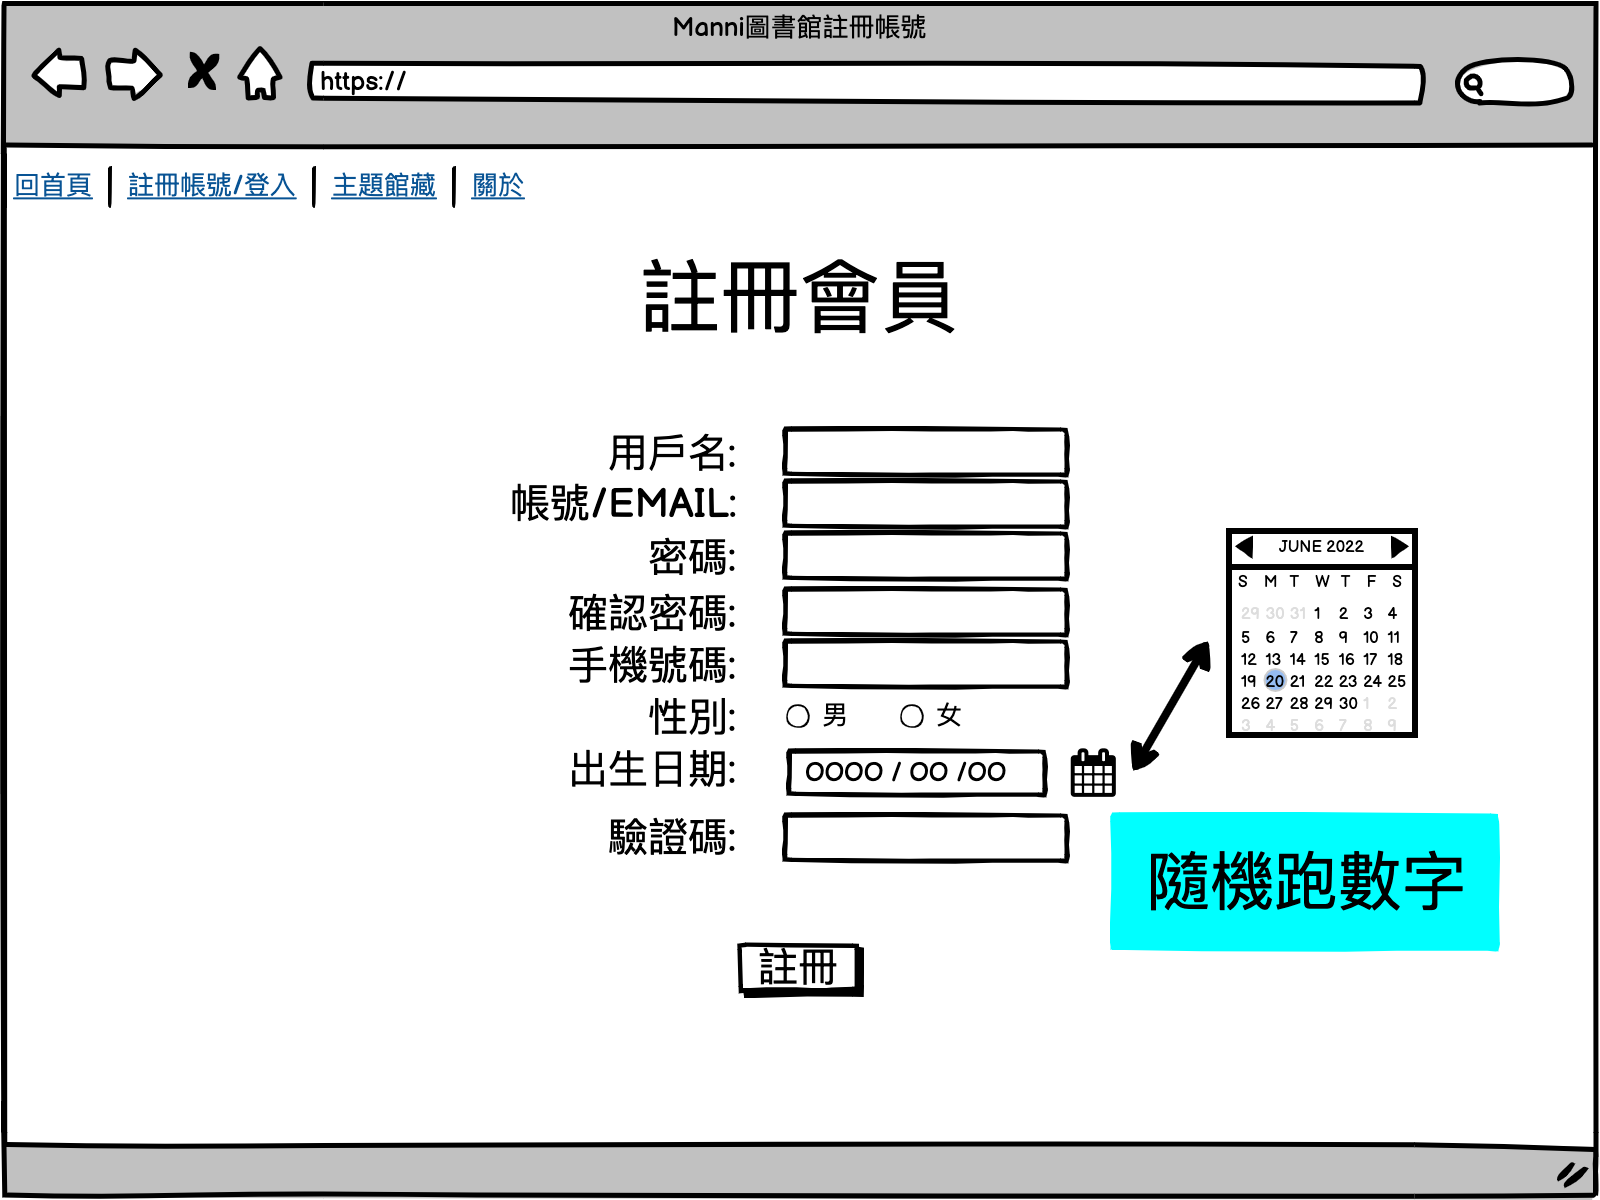 Manni圖書館註冊帳號
https://
回首頁 註冊帳號/登入 主題館藏 關於
註冊會員
用戶名:
帳號/EMAIL:
密碼:
確認密碼:
手機號碼:
性別: 男 女
出生日期: OOOO / OO /OO
驗證碼:
JUNE 2022
S M T W T F S
29 30 31 1 2 3 4
5 6 7 8 9 10 11
12 13 14 15 16 17 18
19 20 21 22 23 24 25
26 27 28 29 30 1 2
3 4 5 6 7 8 9
隨機跑數字
註冊